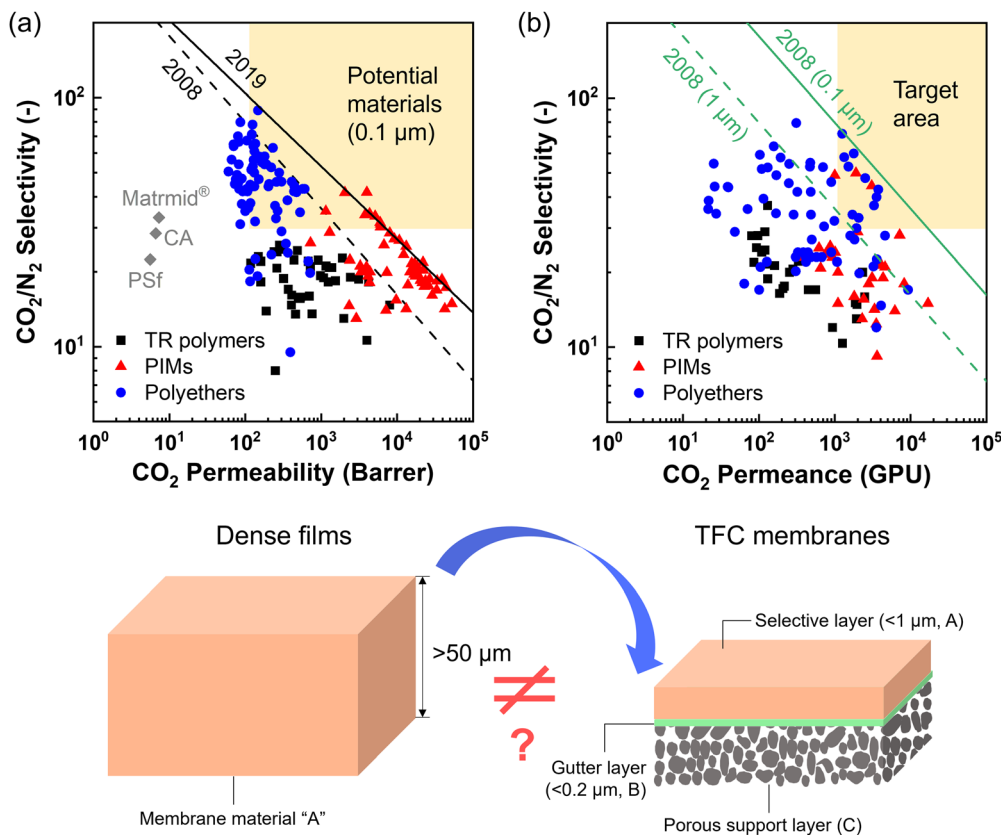 (a)
CO₂/N₂ Selectivity (-)
10²
10¹
10⁰
10¹
10²
10³
10⁴
10⁵
CO₂ Permeability (Barrer)
2019
2008
Potential
materials
(0.1 μm)
Matrmid®
CA
PSf
TR polymers
PIMs
Polyethers
(b)
CO₂/N₂ Selectivity (-)
10²
10¹
10⁰
10¹
10²
10³
10⁴
10⁵
CO₂ Permeance (GPU)
2008 (0.1 μm)
2008 (1 μm)
Target
area
TR polymers
PIMs
Polyethers
Dense films
>50 μm
Membrane material “A”
≠
?
TFC membranes
Selective layer (<1 μm, A)
Gutter layer
(<0.2 μm, B)
Porous support layer (C)